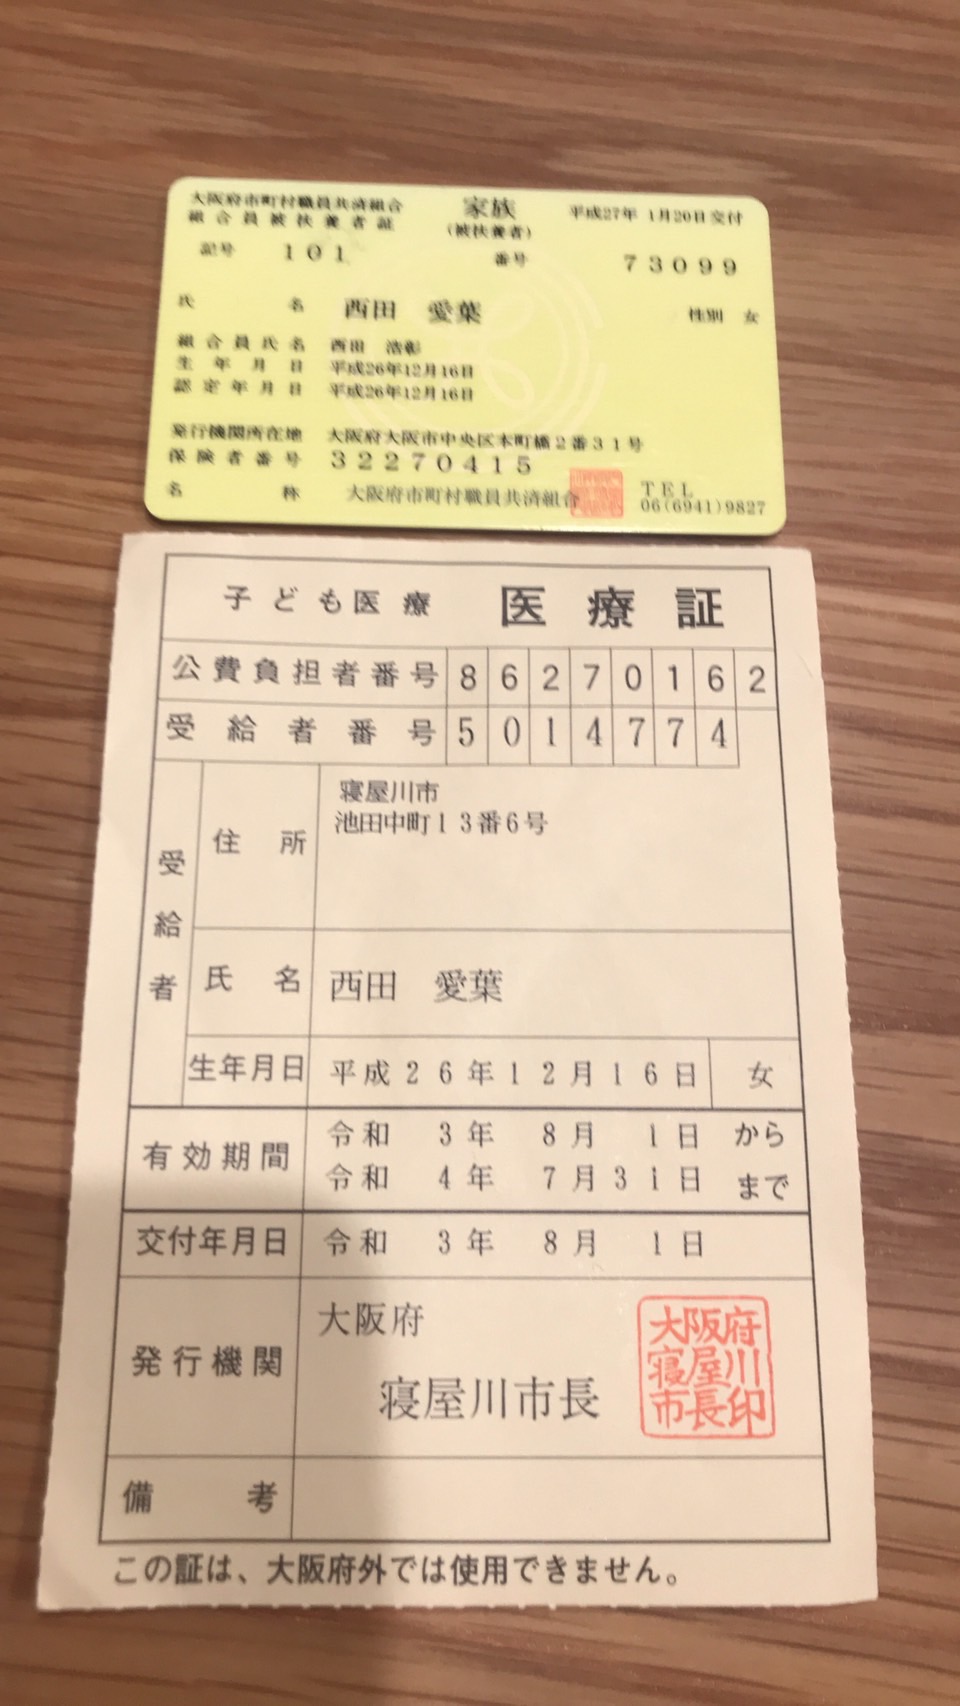 大阪府市町村職員共済組合
組合員被扶養者証
家族
(被扶養者)
平成27年 1月20日交付
記号 101
番号 73099
氏名 西田 愛葉
性別 女
組合員氏名 西田 浩彰
生年月日 平成26年12月16日
認定年月日 平成26年12月16日
発行機関所在地 大阪府大阪市中央区本町橋2番31号
保険者番号 32270415
名称 大阪府市町村職員共済組合
TEL
06(6941)9827
子ども医療 医療証
公費負担者番号 86270162
受給者番号 5014774
受給者
住所 寝屋川市
池田中町13番6号
氏名 西田 愛葉
生年月日 平成26年12月16日 女
有効期間 令和 3年 8月 1日 から
令和 4年 7月31日 まで
交付年月日 令和 3年 8月 1日
発行機関 大阪府
寝屋川市長
大阪府
寝屋川
市長印
備考
この証は、大阪府外では使用できません。